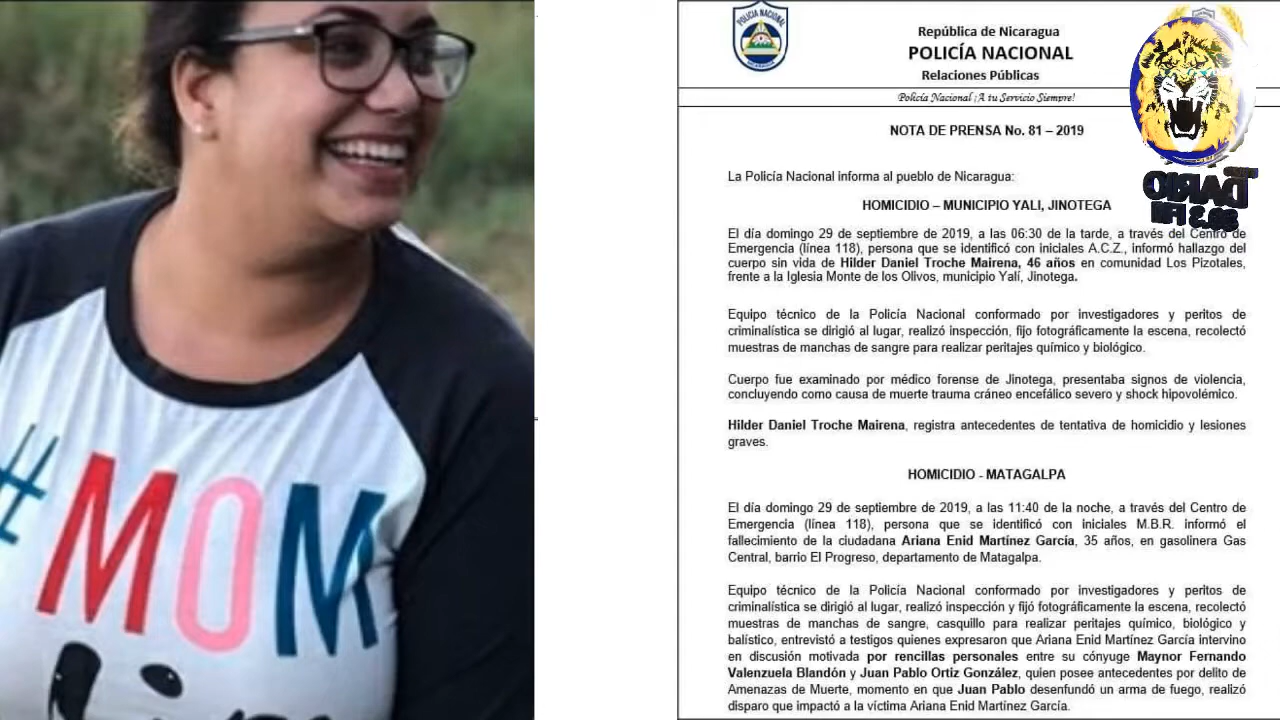 #MOM
POLICIA NACIONAL
República de Nicaragua
POLICÍA NACIONAL
Relaciones Públicas
Policía Nacional ¡A tu Servicio Siempre!
NOTA DE PRENSA No. 81 – 2019
La Policía Nacional informa al pueblo de Nicaragua:
HOMICIDIO – MUNICIPIO YALI, JINOTEGA
El día domingo 29 de septiembre de 2019, a las 06:30 de la tarde, a través del Centro de
Emergencia (línea 118), persona que se identificó con iniciales A.C.Z., informó hallazgo del
cuerpo sin vida de Hilder Daniel Troche Mairena, 46 años en comunidad Los Pizotales,
frente a la Iglesia Monte de los Olivos, municipio Yalí, Jinotega.
Equipo técnico de la Policía Nacional conformado por investigadores y peritos de
criminalística se dirigió al lugar, realizó inspección, fijo fotográficamente la escena, recolectó
muestras de manchas de sangre para realizar peritajes químico y biológico.
Cuerpo fue examinado por médico forense de Jinotega, presentaba signos de violencia,
concluyendo como causa de muerte trauma cráneo encefálico severo y shock hipovolémico.
Hilder Daniel Troche Mairena, registra antecedentes de tentativa de homicidio y lesiones
graves.
HOMICIDIO - MATAGALPA
El día domingo 29 de septiembre de 2019, a las 11:40 de la noche, a través del Centro de
Emergencia (línea 118), persona que se identificó con iniciales M.B.R. informó el
fallecimiento de la ciudadana Ariana Enid Martínez García, 35 años, en gasolinera Gas
Central, barrio El Progreso, departamento de Matagalpa.
Equipo técnico de la Policía Nacional conformado por investigadores y peritos de
criminalística se dirigió al lugar, realizó inspección y fijó fotográficamente la escena, recolectó
muestras de manchas de sangre, casquillo para realizar peritajes químico, biológico y
balístico, entrevistó a testigos quienes expresaron que Ariana Enid Martínez García intervino
en discusión motivada por rencillas personales entre su cónyuge Maynor Fernando
Valenzuela Blandón y Juan Pablo Ortiz González, quien posee antecedentes por delito de
Amenazas de Muerte, momento en que Juan Pablo desenfundó un arma de fuego, realizó
disparo que impactó a la víctima Ariana Enid Martínez García.
DARIO
89.3 FM